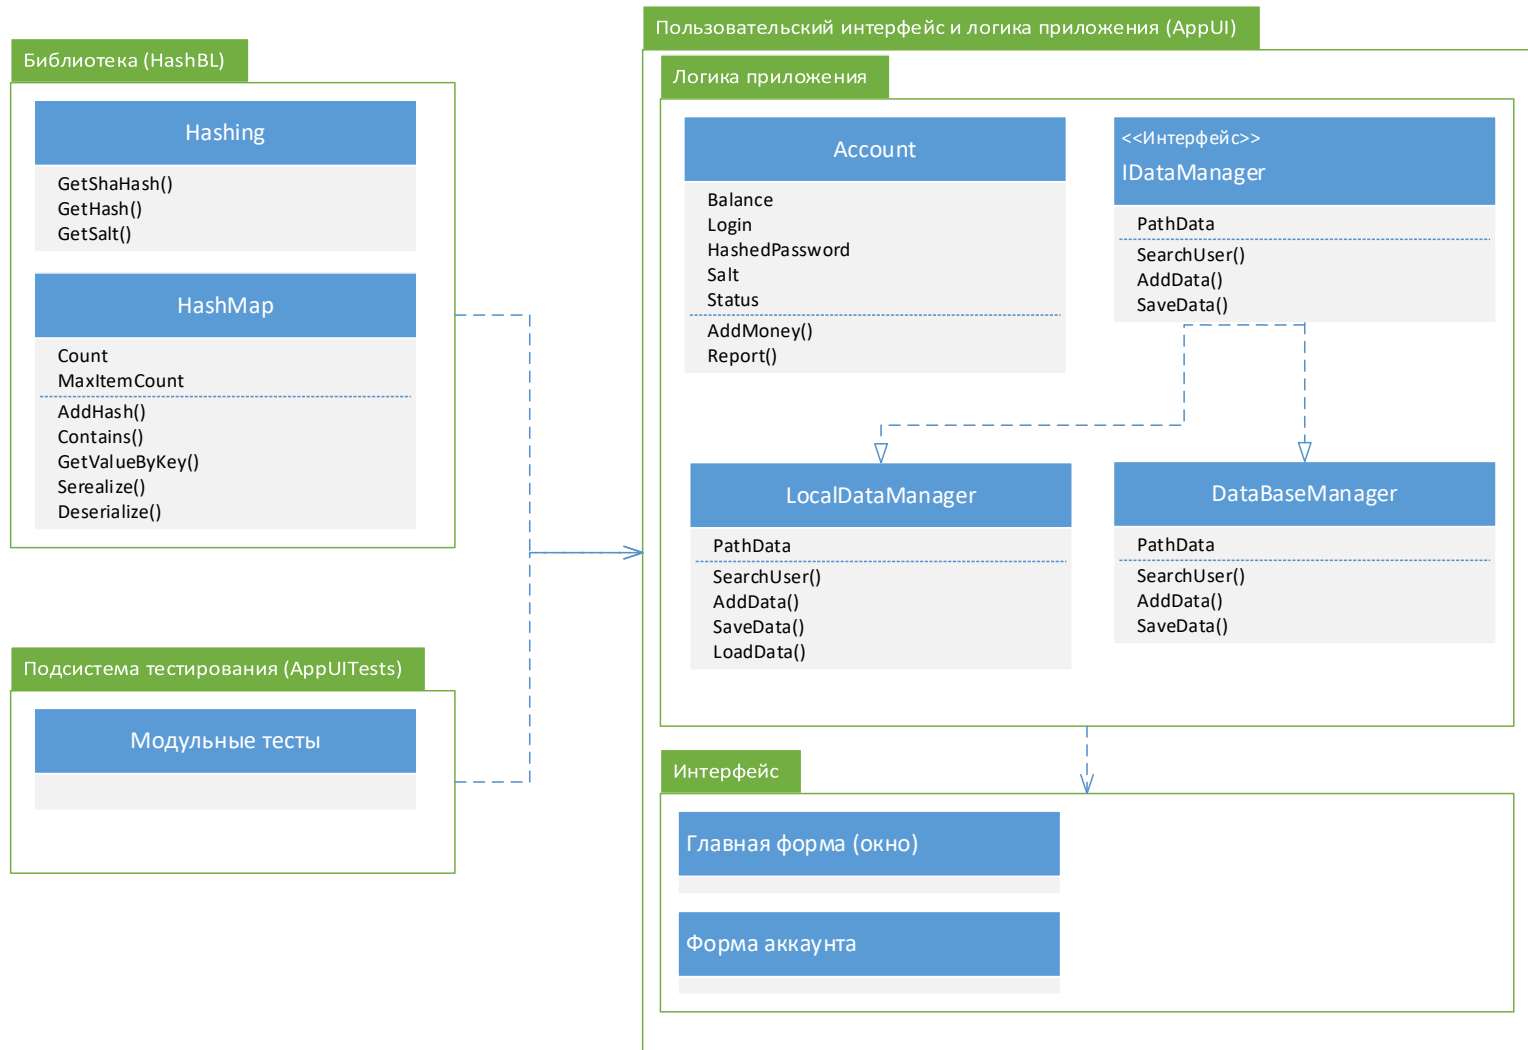 Библиотека (HashBL)
Hashing
GetShaHash()
GetHash()
GetSalt()
HashMap
Count
MaxItemCount
AddHash()
Contains()
GetValueByKey()
Serealize()
Deserialize()
Подсистема тестирования (AppUITests)
Модульные тесты
Пользовательский интерфейс и логика приложения (AppUI)
Логика приложения
Account
Balance
Login
HashedPassword
Salt
Status
AddMoney()
Report()
<<Интерфейс>>
IDataManager
PathData
SearchUser()
AddData()
SaveData()
LocalDataManager
PathData
SearchUser()
AddData()
SaveData()
LoadData()
DataBaseManager
PathData
SearchUser()
AddData()
SaveData()
Интерфейс
Главная форма (окно)
Форма аккаунта